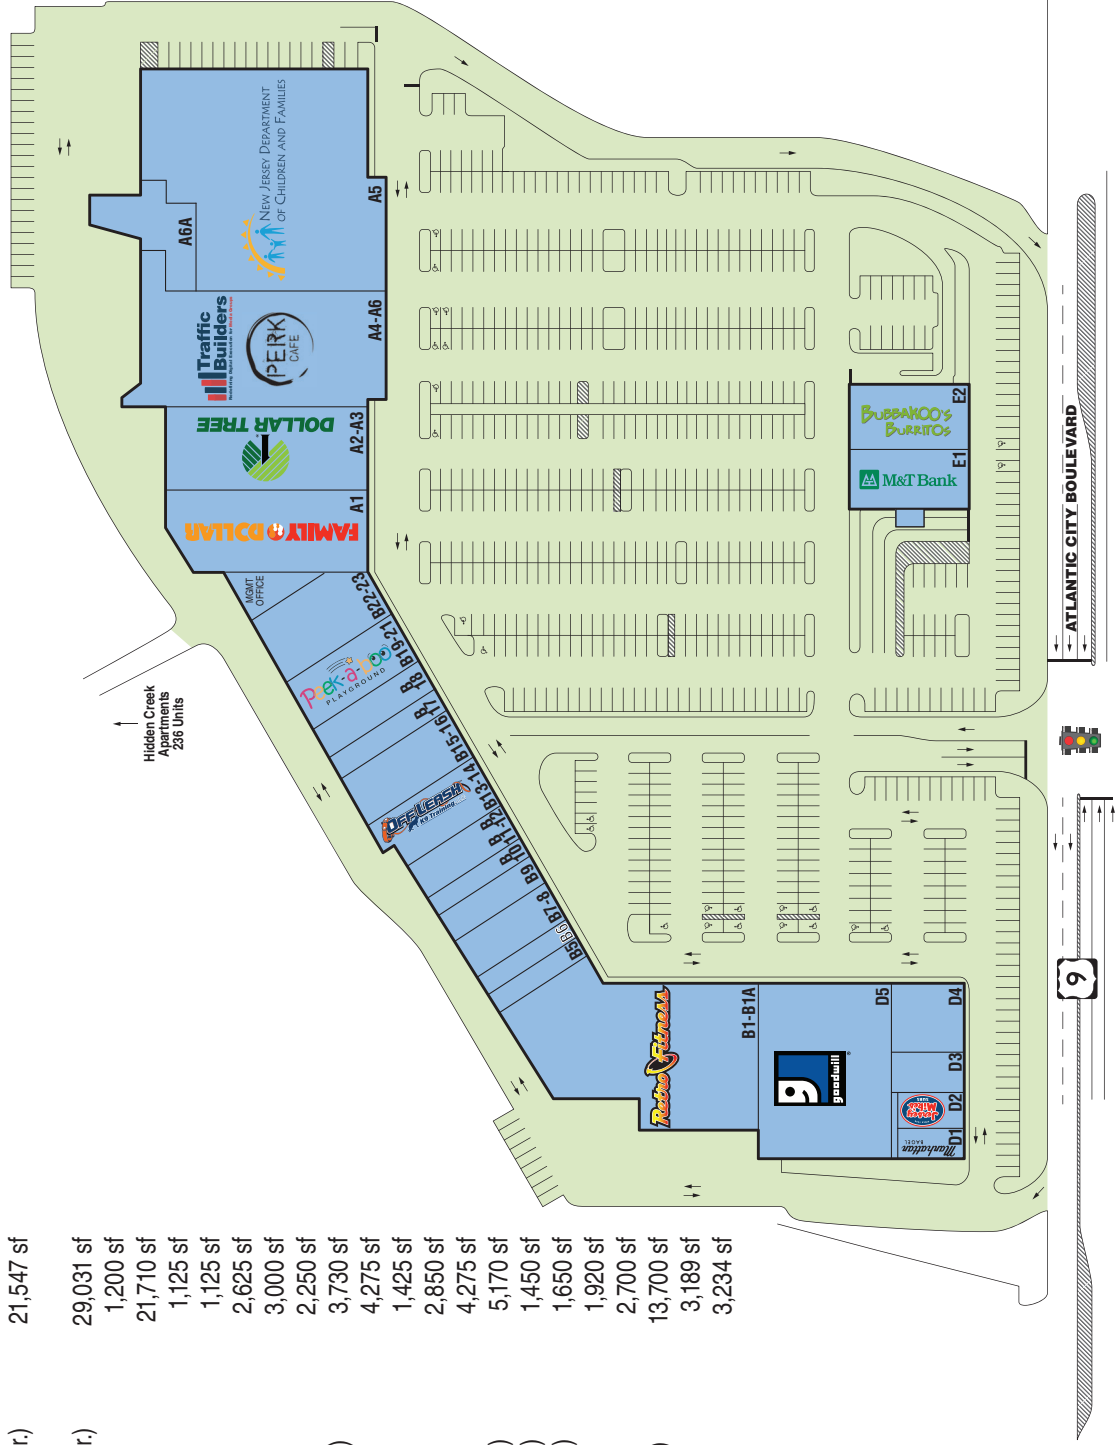 NEW JERSEY DEPARTMENT
OF CHILDREN AND FAMILIES
A5
A6A
Traffic
Builders
PERK
CAFE
A4-A6
DOLLAR TREE
A2-A3
FAMILY DOLLAR
A1
MGMT
OFFICE
B22-23
B19-21
Peek-a-boo
PLAYGROUND
B
18
B
17
B15-16
B13-14
OFF LEASH
K9 Training
B
11-12
B
10
B9
B7-8
B6
B5
Retro Fitness
B1-B1A
goodwill
D5
D4
D3
D2
Jersey
Mike's
SUBS
D1
Manhattan
BAGEL
BUBBAKOO'S
BURRITOS
E2
M&T Bank
E1
ATLANTIC CITY BOULEVARD
9
Hidden Creek
Apartments
236 Units
r.)
21,547 sf
r.)
29,031 sf
1,200 sf
21,710 sf
1,125 sf
1,125 sf
2,625 sf
3,000 sf
2,250 sf
)
3,730 sf
4,275 sf
1,425 sf
2,850 sf
4,275 sf
)
5,170 sf
)
1,450 sf
)
1,650 sf
1,920 sf
2,700 sf
)
13,700 sf
3,189 sf
3,234 sf